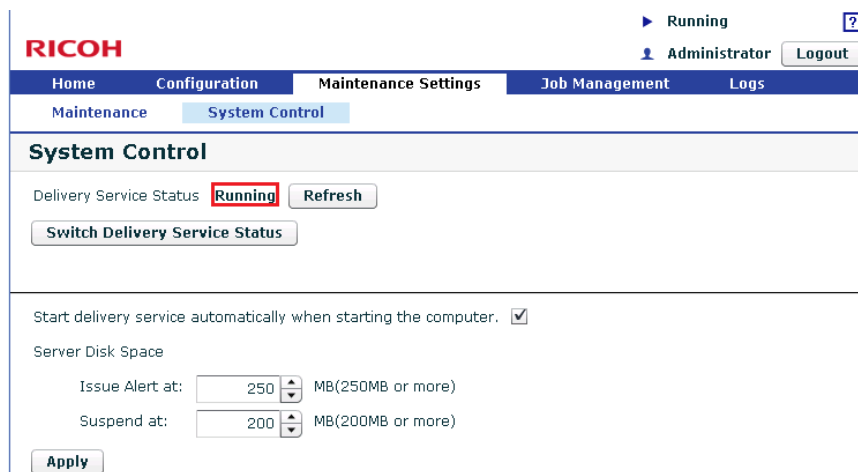 Running ?
RICOH
Administrator Logout
Home Configuration Maintenance Settings Job Management Logs
Maintenance System Control
System Control
Delivery Service Status Running Refresh
Switch Delivery Service Status
Start delivery service automatically when starting the computer.
Server Disk Space
Issue Alert at: 250 MB(250MB or more)
Suspend at: 200 MB(200MB or more)
Apply